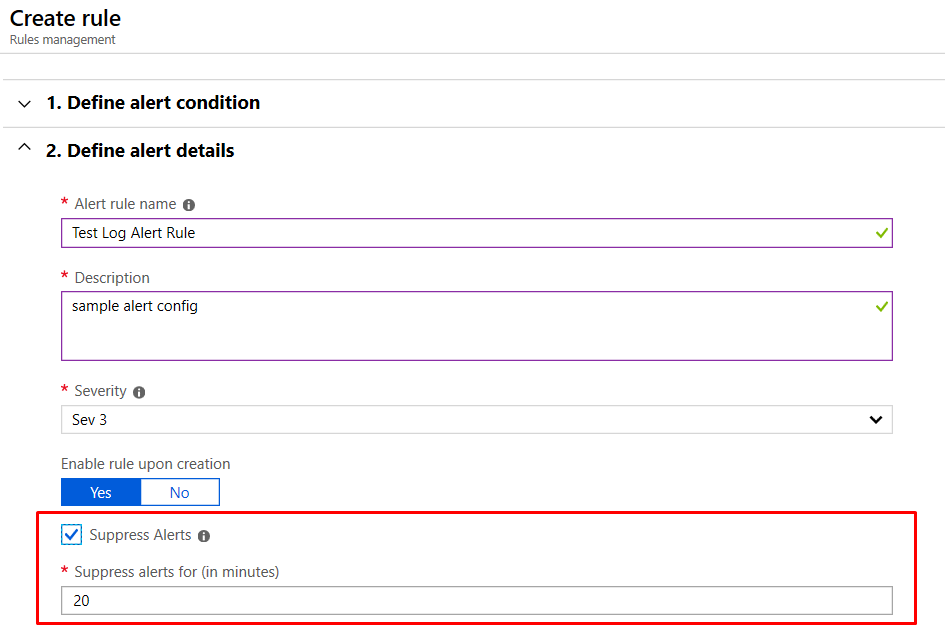 Create rule
Rules management
1. Define alert condition
2. Define alert details
* Alert rule name
Test Log Alert Rule
* Description
sample alert config
* Severity
Sev 3
Enable rule upon creation
Yes No
Suppress Alerts
* Suppress alerts for (in minutes)
20